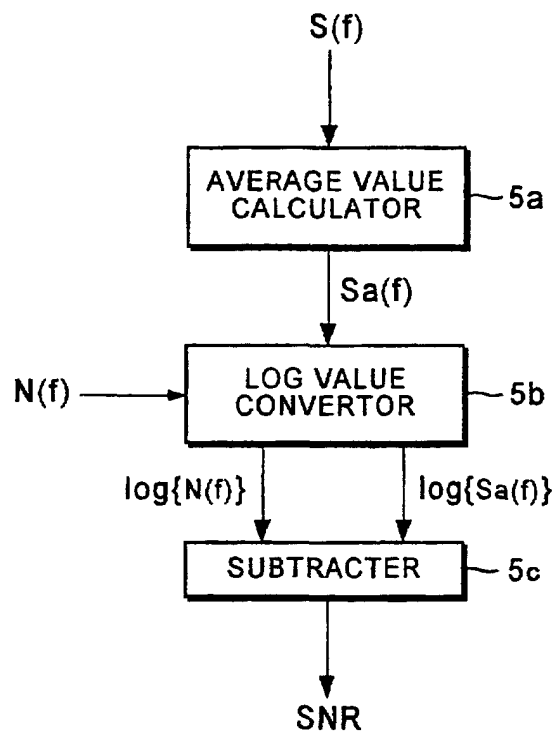 S(f)
AVERAGE VALUE
CALCULATOR
5a
Sa(f)
N(f)
LOG VALUE
CONVERTOR
5b
log{N(f)}
log{Sa(f)}
SUBTRACTER
5c
SNR